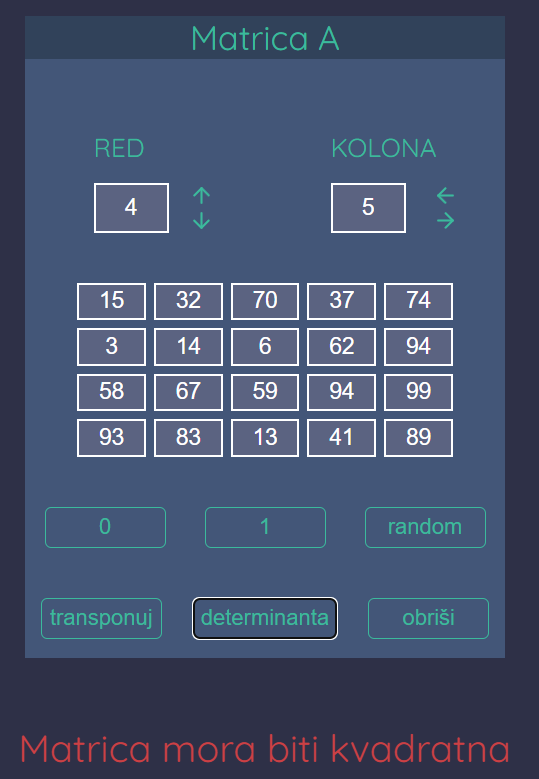 Matrica A
RED KOLONA
4 ↑ ↓ 5 ← →
15 32 70 37 74
3 14 6 62 94
58 67 59 94 99
93 83 13 41 89
0 1 random
transponuj determinanta obriši
Matrica mora biti kvadratna